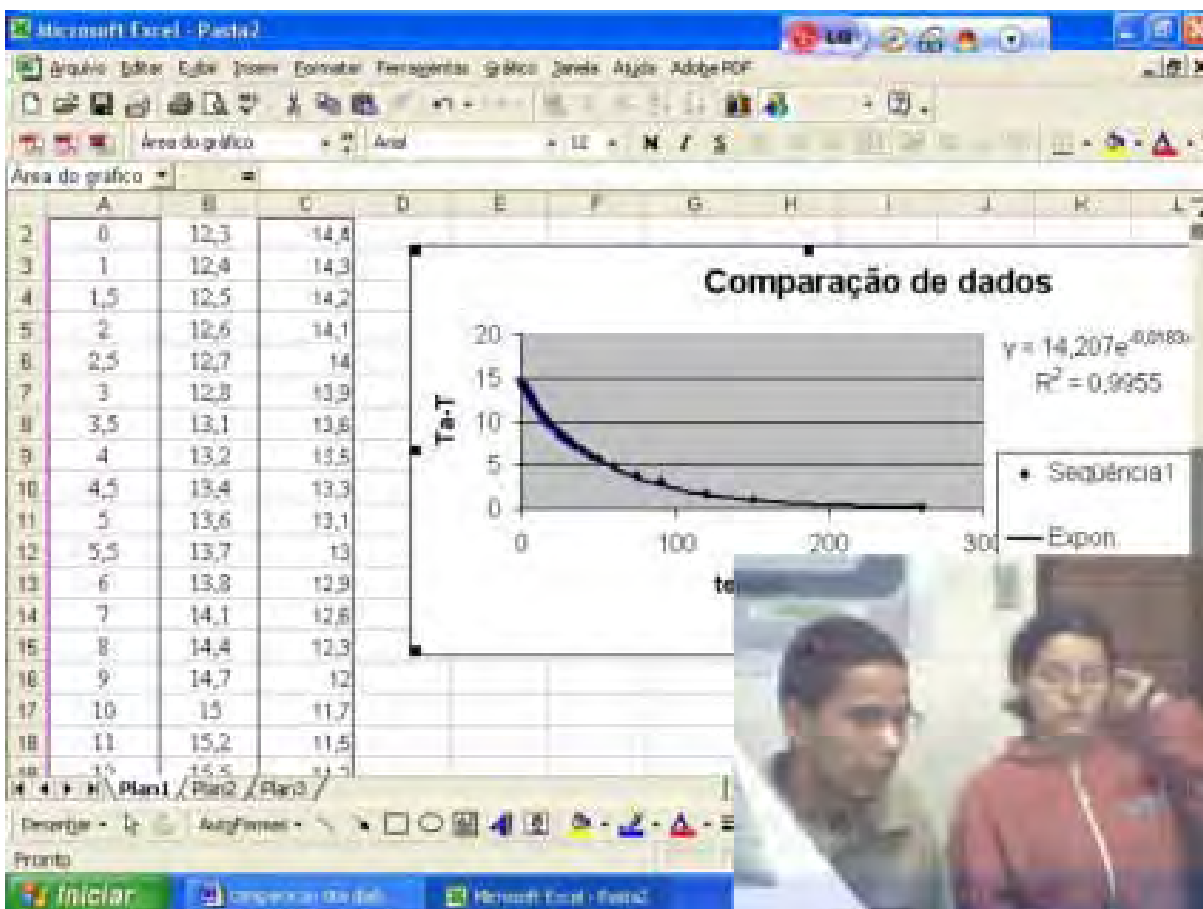 Microsoft Excel - Pasta2
LG
Arquivo Editar Exibir Inserir Formatar Ferramentas Gráfico Janela Ajuda Adobe PDF
Área do gráfico Arial 12 N I S
Área do gráfico =
A B C D E F G H I J K L
2 0 12,3 14,4
3 1 12,4 14,3
4 1,5 12,5 14,2
5 2 12,6 14,1
6 2,5 12,7 14
7 3 12,8 13,9
8 3,5 13,1 13,6
9 4 13,2 13,5
10 4,5 13,4 13,3
11 5 13,6 13,1
12 5,5 13,7 13
13 6 13,8 12,9
14 7 14,1 12,6
15 8 14,4 12,3
16 9 14,7 12
17 10 15 11,7
18 11 15,2 11,5
Comparação de dados
y = 14,207e^-0,0183x
R² = 0,9955
Ta-T
20
15
10
5
0
0 100 200 300
te
Seqüência1
Expon
Plan1 / Plan2 / Plan3 /
Desenhar AutoFormas
Pronto
Iniciar Microsoft Excel - Pasta2